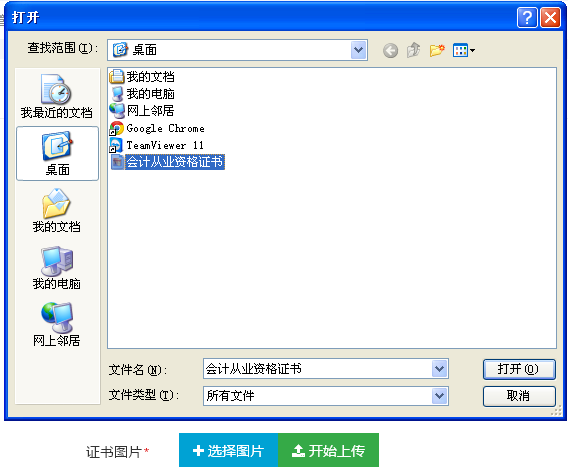 打开
查找范围(I):
桌面
我最近的文档
桌面
我的文档
我的电脑
网上邻居
我的文档
我的电脑
网上邻居
Google Chrome
TeamViewer 11
会计从业资格证书
文件名(N):
会计从业资格证书
打开(O)
文件类型(T):
所有文件
取消
证书图片*
选择图片
开始上传